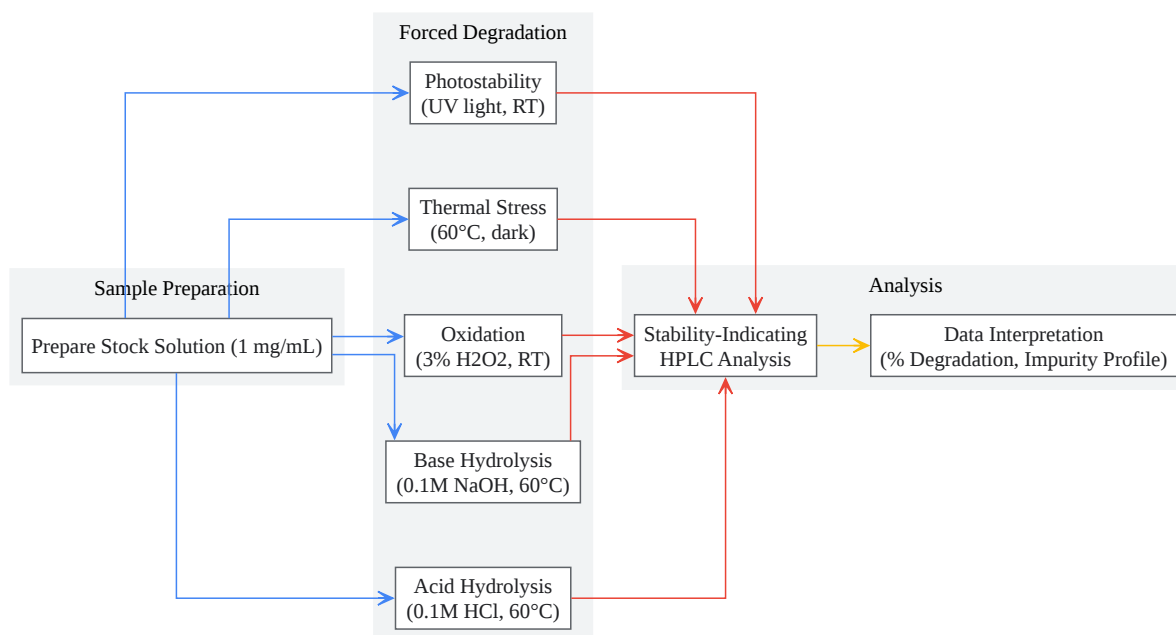 Forced Degradation
Photostability
(UV light, RT)
Thermal Stress
(60°C, dark)
Sample Preparation
Prepare Stock Solution (1 mg/mL)
Oxidation
(3% H2O2, RT)
Base Hydrolysis
(0.1M NaOH, 60°C)
Acid Hydrolysis
(0.1M HCl, 60°C)
Analysis
Stability-Indicating
HPLC Analysis
Data Interpretation
(% Degradation, Impurity Profile)